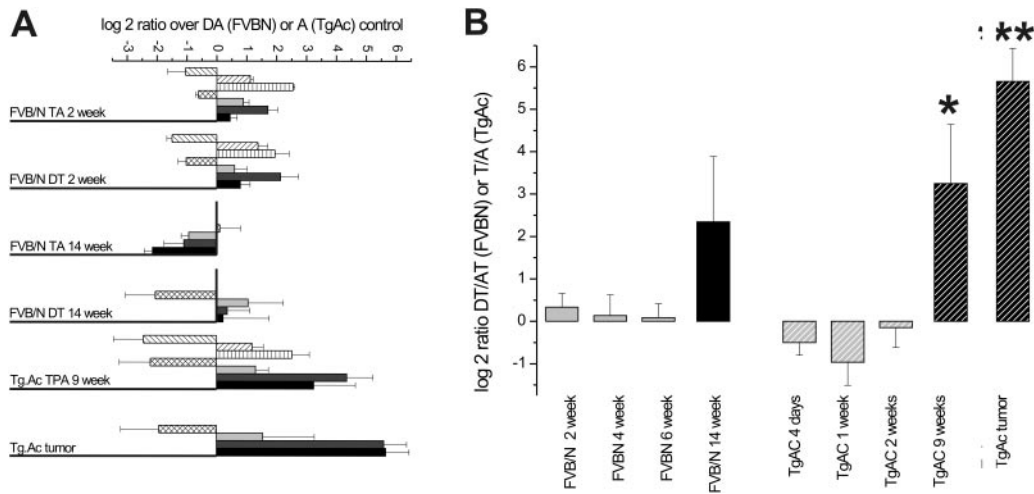 A
log 2 ratio over DA (FVBN) or A (TgAc) control
-3 -2 -1 0 1 2 3 4 5 6
FVB/N TA 2 week
FVB/N DT 2 week
FVB/N TA 14 week
FVB/N DT 14 week
Tg.Ac TPA 9 week
Tg.Ac tumor
B
log 2 ratio DT/AT (FVBN) or T/A (TgAc)
6
5
4
3
2
1
0
-1
*
**
FVB/N 2 week
FVBN 4 week
FVBN 6 week
FVB/N 14 week
TgAC 4 days
TgAC 1 week
TgAC 2 weeks
TgAC 9 weeks
TgAc tumor